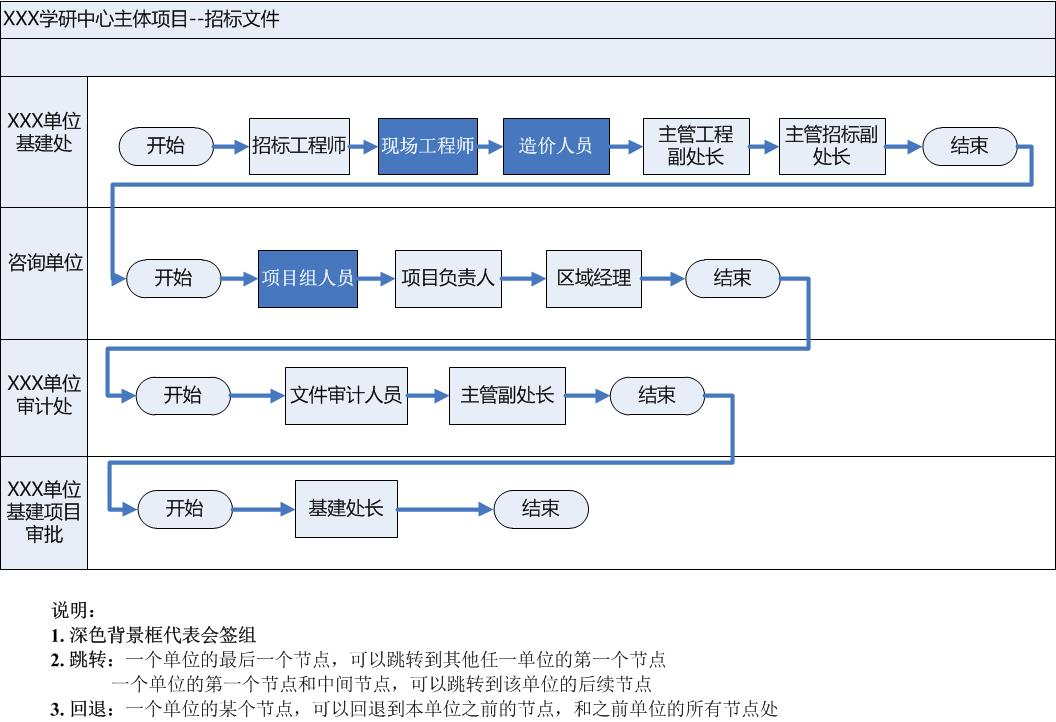 XXX学研中心主体项目--招标文件
XXX单位
基建处
开始
招标工程师
现场工程师
造价人员
主管工程
副处长
主管招标副
处长
结束
咨询单位
开始
项目组人员
项目负责人
区域经理
结束
XXX单位
审计处
开始
文件审计人员
主管副处长
结束
XXX单位
基建项目
审批
开始
基建处长
结束
说明：
1. 深色背景框代表会签组
2. 跳转：一个单位的最后一个节点，可以跳转到其他任一单位的第一个节点
一个单位的第一个节点和中间节点，可以跳转到该单位的后续节点
3. 回退：一个单位的某个节点，可以回退到本单位之前的节点，和之前单位的所有节点处